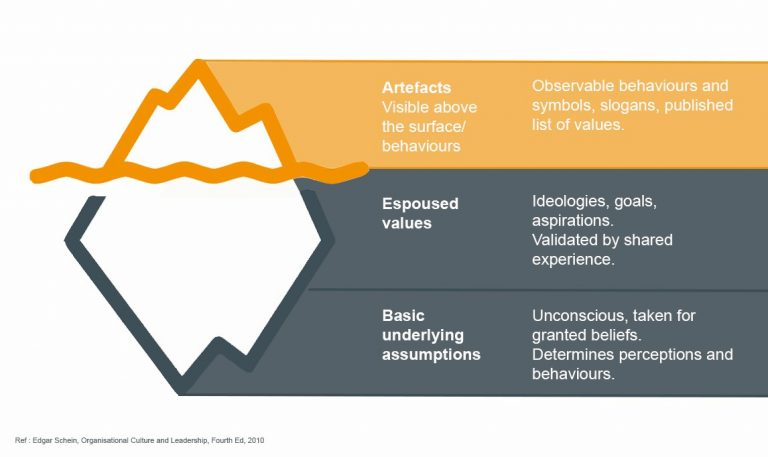 Artefacts
Visible above
the surface/
behaviours
Observable behaviours and
symbols, slogans, published
list of values.
Espoused
values
Ideologies, goals,
aspirations.
Validated by shared
experience.
Basic
underlying
assumptions
Unconscious, taken for
granted beliefs.
Determines perceptions and
behaviours.
Ref : Edgar Schein, Organisational Culture and Leadership, Fourth Ed, 2010